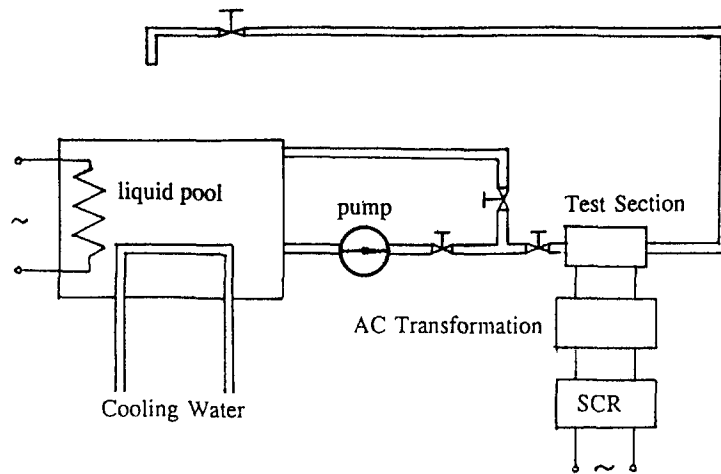 liquid pool
pump
Test Section
~
AC Transformation
Cooling Water
SCR
~